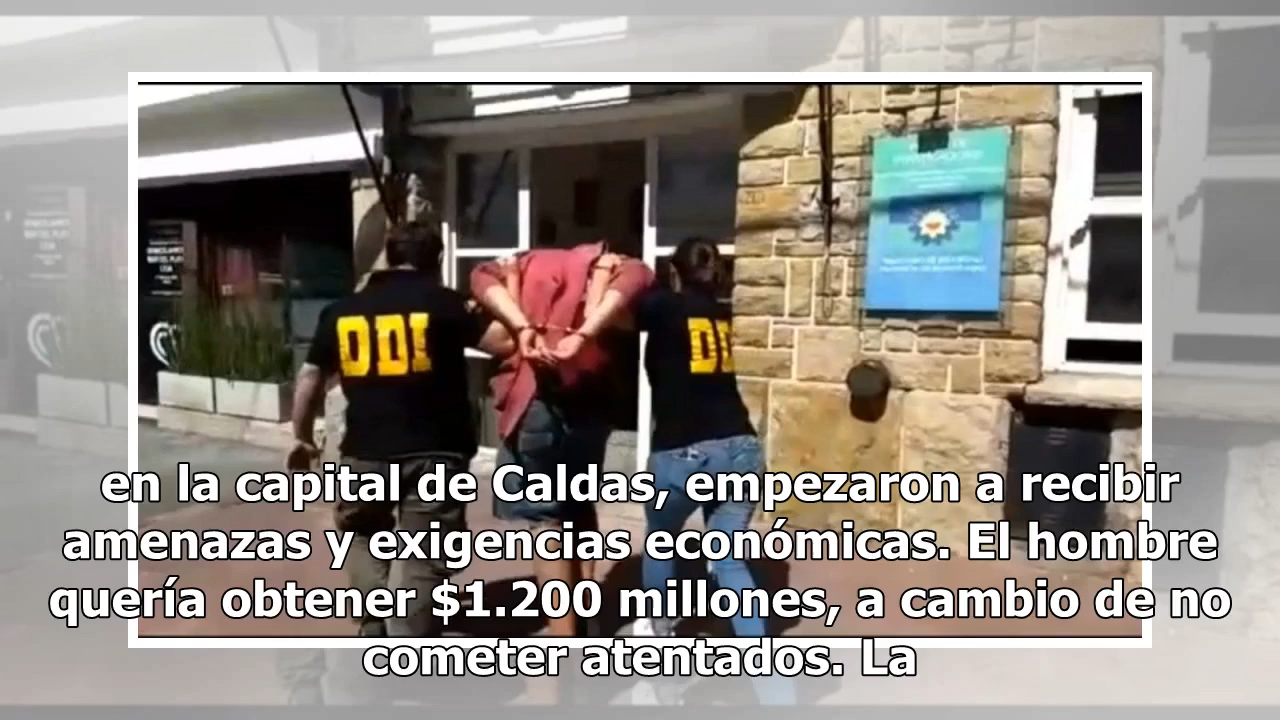 DDI
DD
en la capital de Caldas, empezaron a recibir
amenazas y exigencias económicas. El hombre
quería obtener $1.200 millones, a cambio de no
cometer atentados. La